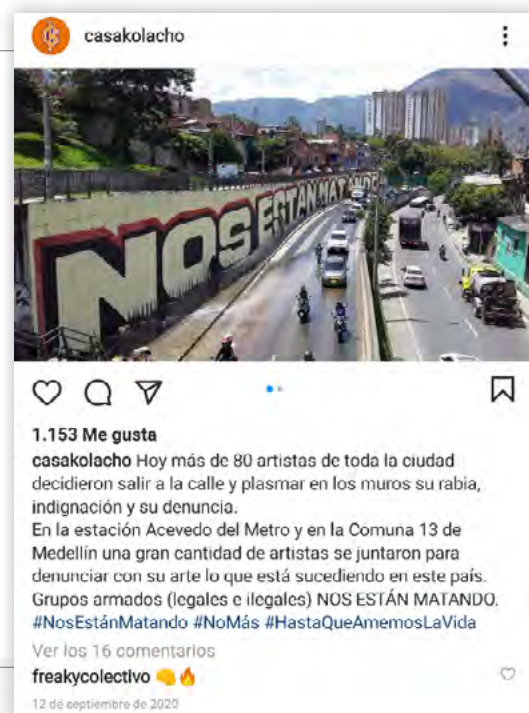 casakolacho
NOS ESTAN MATANDO
1.153 Me gusta
casakolacho Hoy más de 80 artistas de toda la ciudad
decidieron salir a la calle y plasmar en los muros su rabia,
indignación y su denuncia.
En la estación Acevedo del Metro y en la Comuna 13 de
Medellín una gran cantidad de artistas se juntaron para
denunciar con su arte lo que está sucediendo en este país.
Grupos armados (legales e ilegales) NOS ESTÁN MATANDO.
#NosEstánMatando #NoMás #HastaQueAmemosLaVida
Ver los 16 comentarios
freakycolectivo 👊🔥
12 de septiembre de 2020